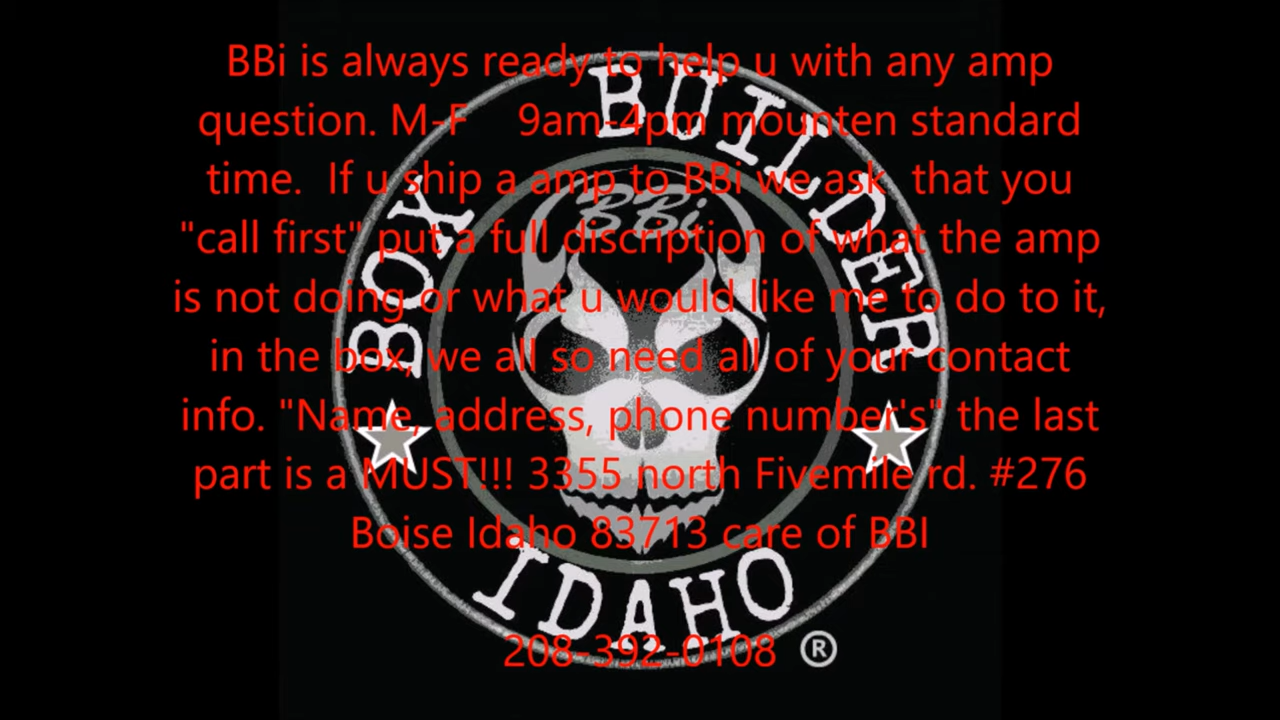 BBi is always ready to help u with any amp
question. M-F 9am-4pm mounten standard
time. If u ship a amp to BBi we ask that you
"call first" put a full discription of what the amp
is not doing or what u would like me to do to it,
in the box, we all so need all of your contact
info. "Name, address, phone number's" the last
part is a MUST!!! 3355 north Fivemile rd. #276
Boise Idaho 83713 care of BBI
208-392-0108 ®
BOX BUILDER
BBi
IDAHO